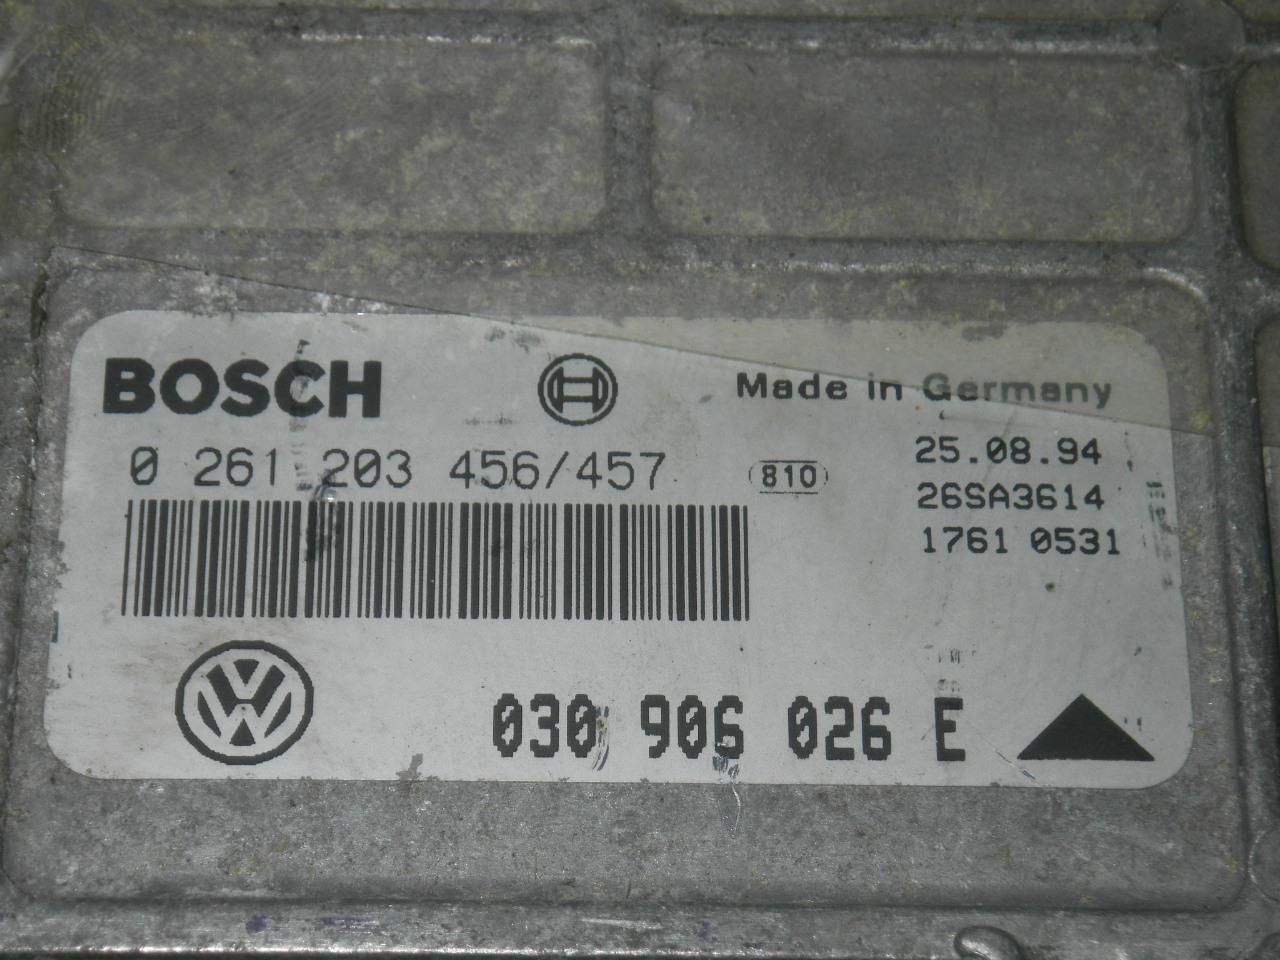 BOSCH
Made in Germany
0 261 203 456/457
810
25.08.94
26SA3614
1761 0531
VW
030 906 026 E